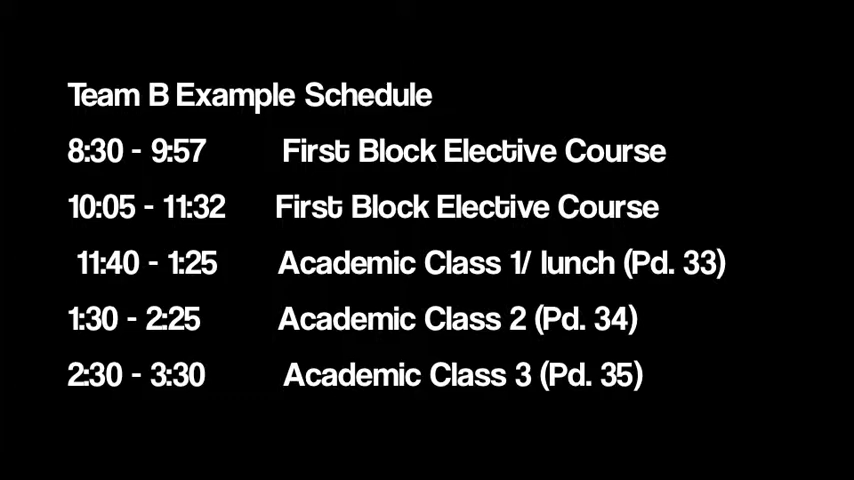 Team B Example Schedule
8:30 - 9:57 First Block Elective Course
10:05 - 11:32 First Block Elective Course
11:40 - 1:25 Academic Class 1/ lunch (Pd. 33)
1:30 - 2:25 Academic Class 2 (Pd. 34)
2:30 - 3:30 Academic Class 3 (Pd. 35)